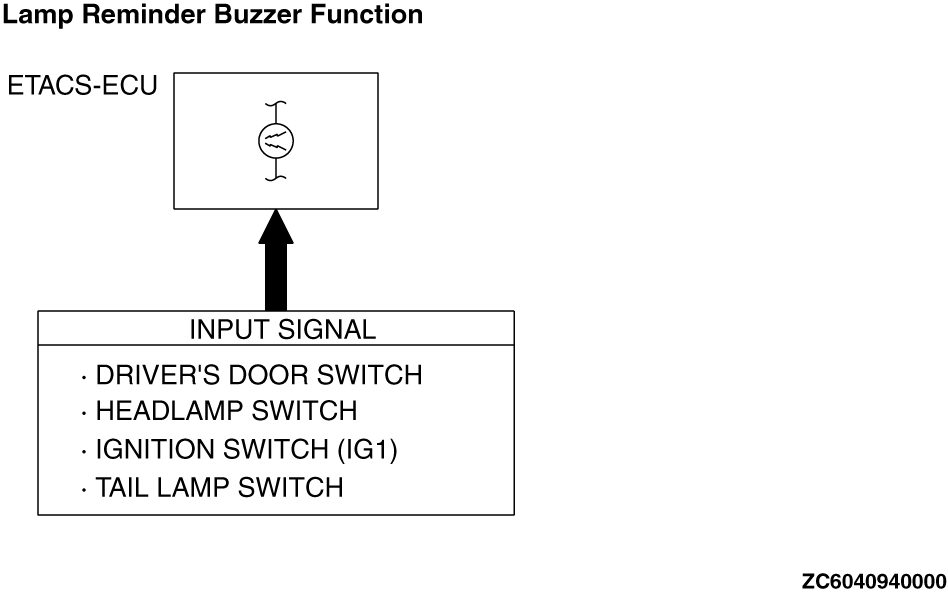 Lamp Reminder Buzzer Function
ETACS-ECU
INPUT SIGNAL
· DRIVER'S DOOR SWITCH
· HEADLAMP SWITCH
· IGNITION SWITCH (IG1)
· TAIL LAMP SWITCH
ZC6040940000